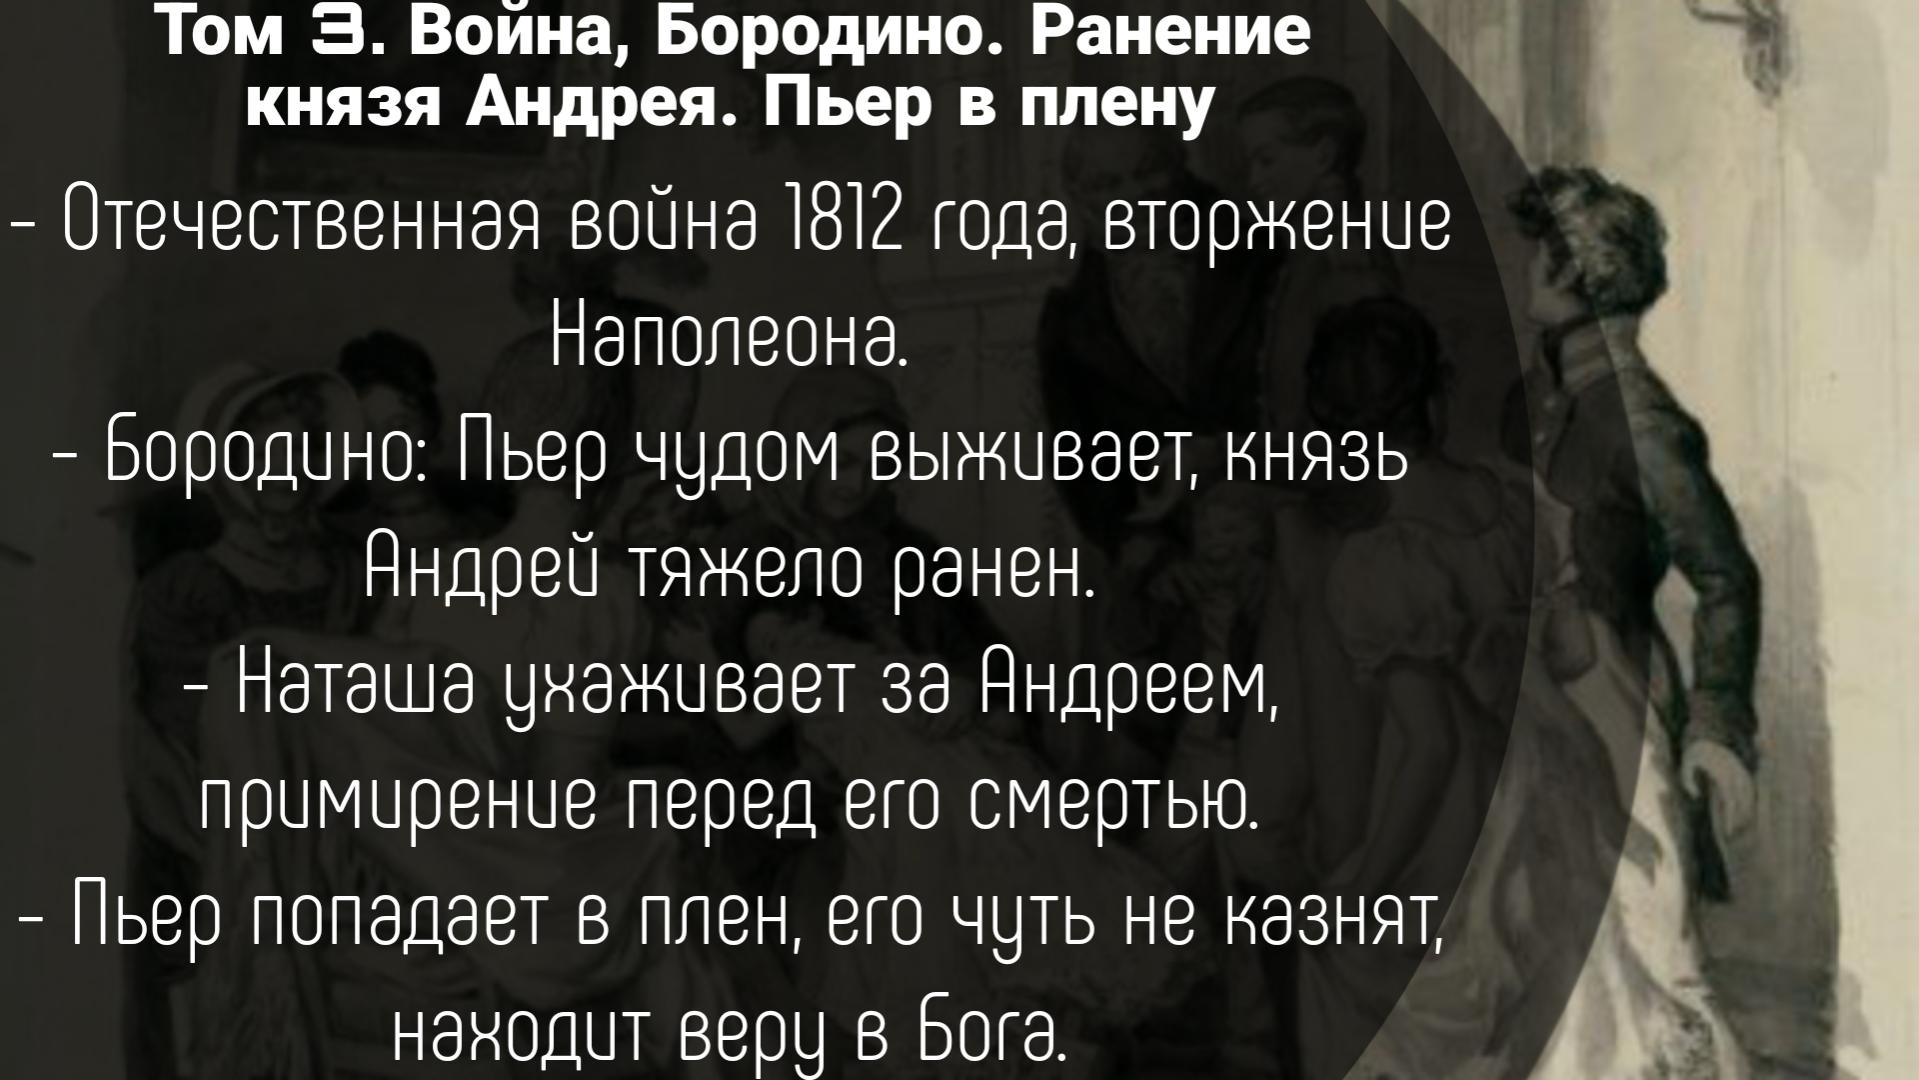 Том 3. Война, Бородино. Ранение
князя Андрея. Пьер в плену
- Отечественная война 1812 года, вторжение
Наполеона.
- Бородино: Пьер чудом выживает, князь
Андрей тяжело ранен.
- Наташа ухаживает за Андреем,
примирение перед его смертью.
- Пьер попадает в плен, его чуть не казнят,
находит веру в Бога.